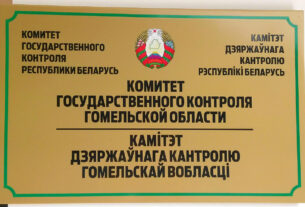 КОМИТЕТ
ГОСУДАРСТВЕННОГО
КОНТРОЛЯ
РЕСПУБЛИКИ БЕЛАРУСЬ
КАМІТЭТ
ДЗЯРЖАЎНАГА
КАНТРОЛЮ
РЭСПУБЛІКІ БЕЛАРУСЬ
КОМИТЕТ
ГОСУДАРСТВЕННОГО КОНТРОЛЯ
ГОМЕЛЬСКОЙ ОБЛАСТИ
КАМІТЭТ
ДЗЯРЖАЎНАГА КАНТРОЛЮ
ГОМЕЛЬСКАЙ ВОБЛАСЦІ